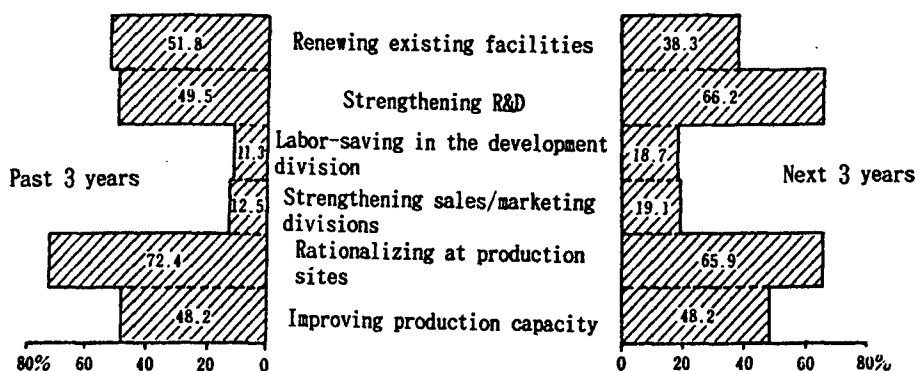 51.8 Renewing existing facilities 38.3
49.5 Strengthening R&D 66.2
11.3 Labor-saving in the development 18.7
division
Past 3 years Next 3 years
12.5 Strengthening sales/marketing 19.1
divisions
72.4 Rationalizing at production 65.9
sites
48.2 Improving production capacity 48.2
80% 60 40 20 0 0 20 40 60 80%